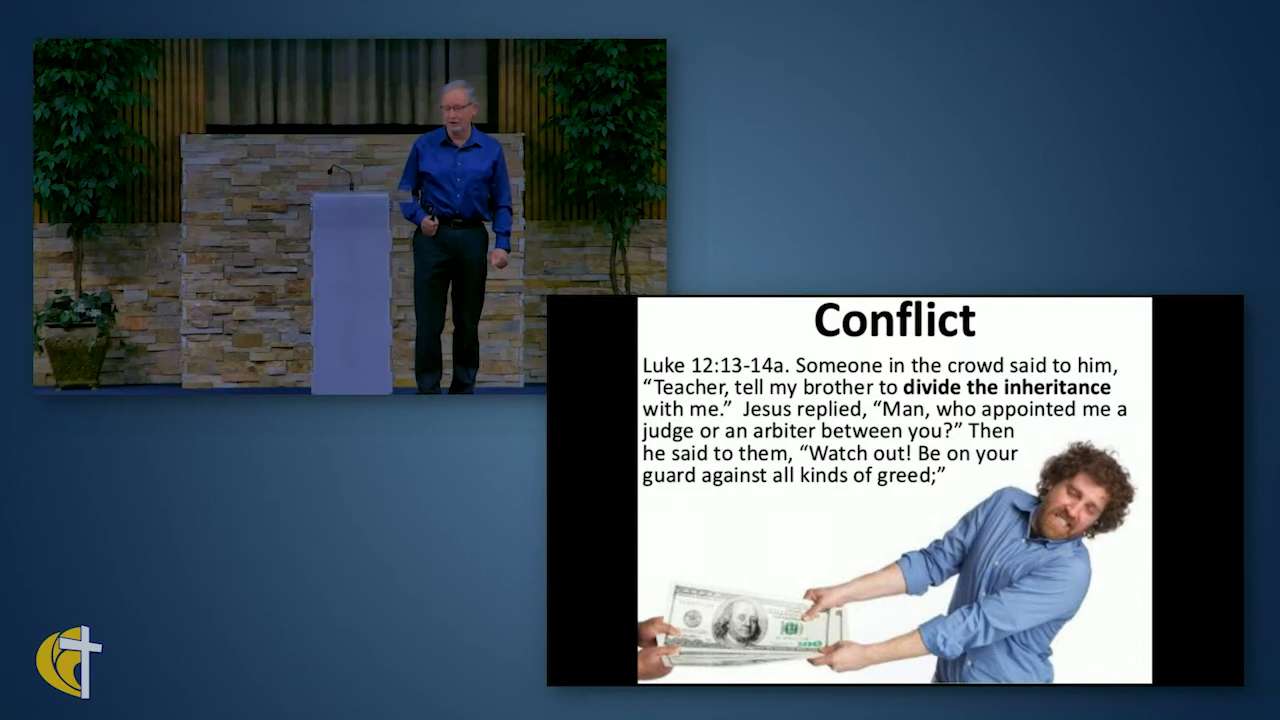 Conflict
Luke 12:13-14a. Someone in the crowd said to him,
“Teacher, tell my brother to divide the inheritance
with me.”  Jesus replied, “Man, who appointed me a
judge or an arbiter between you?” Then
he said to them, “Watch out! Be on your
guard against all kinds of greed;”